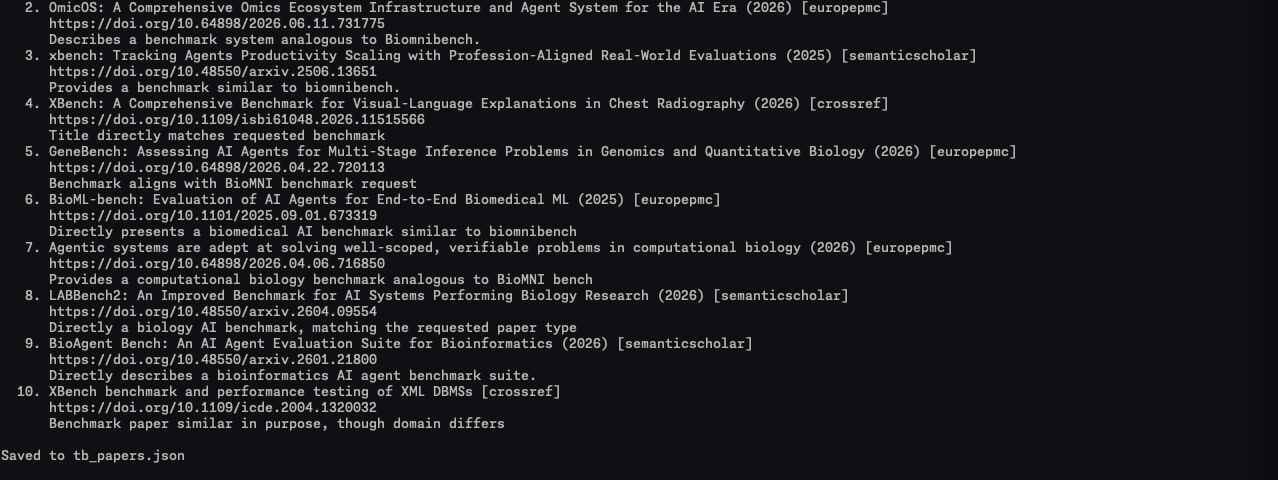 2. OmicOS: A Comprehensive Omics Ecosystem Infrastructure and Agent System for the AI Era (2026) [europepmc]
https://doi.org/10.64898/2026.06.11.731775
Describes a benchmark system analogous to Biomnibench.
3. xbench: Tracking Agents Productivity Scaling with Profession-Aligned Real-World Evaluations (2025) [semanticscholar]
https://doi.org/10.48550/arxiv.2506.13651
Provides a benchmark similar to biomnibench.
4. XBench: A Comprehensive Benchmark for Visual-Language Explanations in Chest Radiography (2026) [crossref]
https://doi.org/10.1109/isbi61048.2026.11515566
Title directly matches requested benchmark
5. GeneBench: Assessing AI Agents for Multi-Stage Inference Problems in Genomics and Quantitative Biology (2026) [europepmc]
https://doi.org/10.64898/2026.04.22.720113
Benchmark aligns with BioMNI benchmark request
6. BioML-bench: Evaluation of AI Agents for End-to-End Biomedical ML (2025) [europepmc]
https://doi.org/10.1101/2025.09.01.673319
Directly presents a biomedical AI benchmark similar to biomnibench
7. Agentic systems are adept at solving well-scoped, verifiable problems in computational biology (2026) [europepmc]
https://doi.org/10.64898/2026.04.06.716850
Provides a computational biology benchmark analogous to BioMNI bench
8. LABBench2: An Improved Benchmark for AI Systems Performing Biology Research (2026) [semanticscholar]
https://doi.org/10.48550/arxiv.2604.09554
Directly a biology AI benchmark, matching the requested paper type
9. BioAgent Bench: An AI Agent Evaluation Suite for Bioinformatics (2026) [semanticscholar]
https://doi.org/10.48550/arxiv.2601.21800
Directly describes a bioinformatics AI agent benchmark suite.
10. XBench benchmark and performance testing of XML DBMSs [crossref]
https://doi.org/10.1109/icde.2004.1320032
Benchmark paper similar in purpose, though domain differs
Saved to tb_papers.json